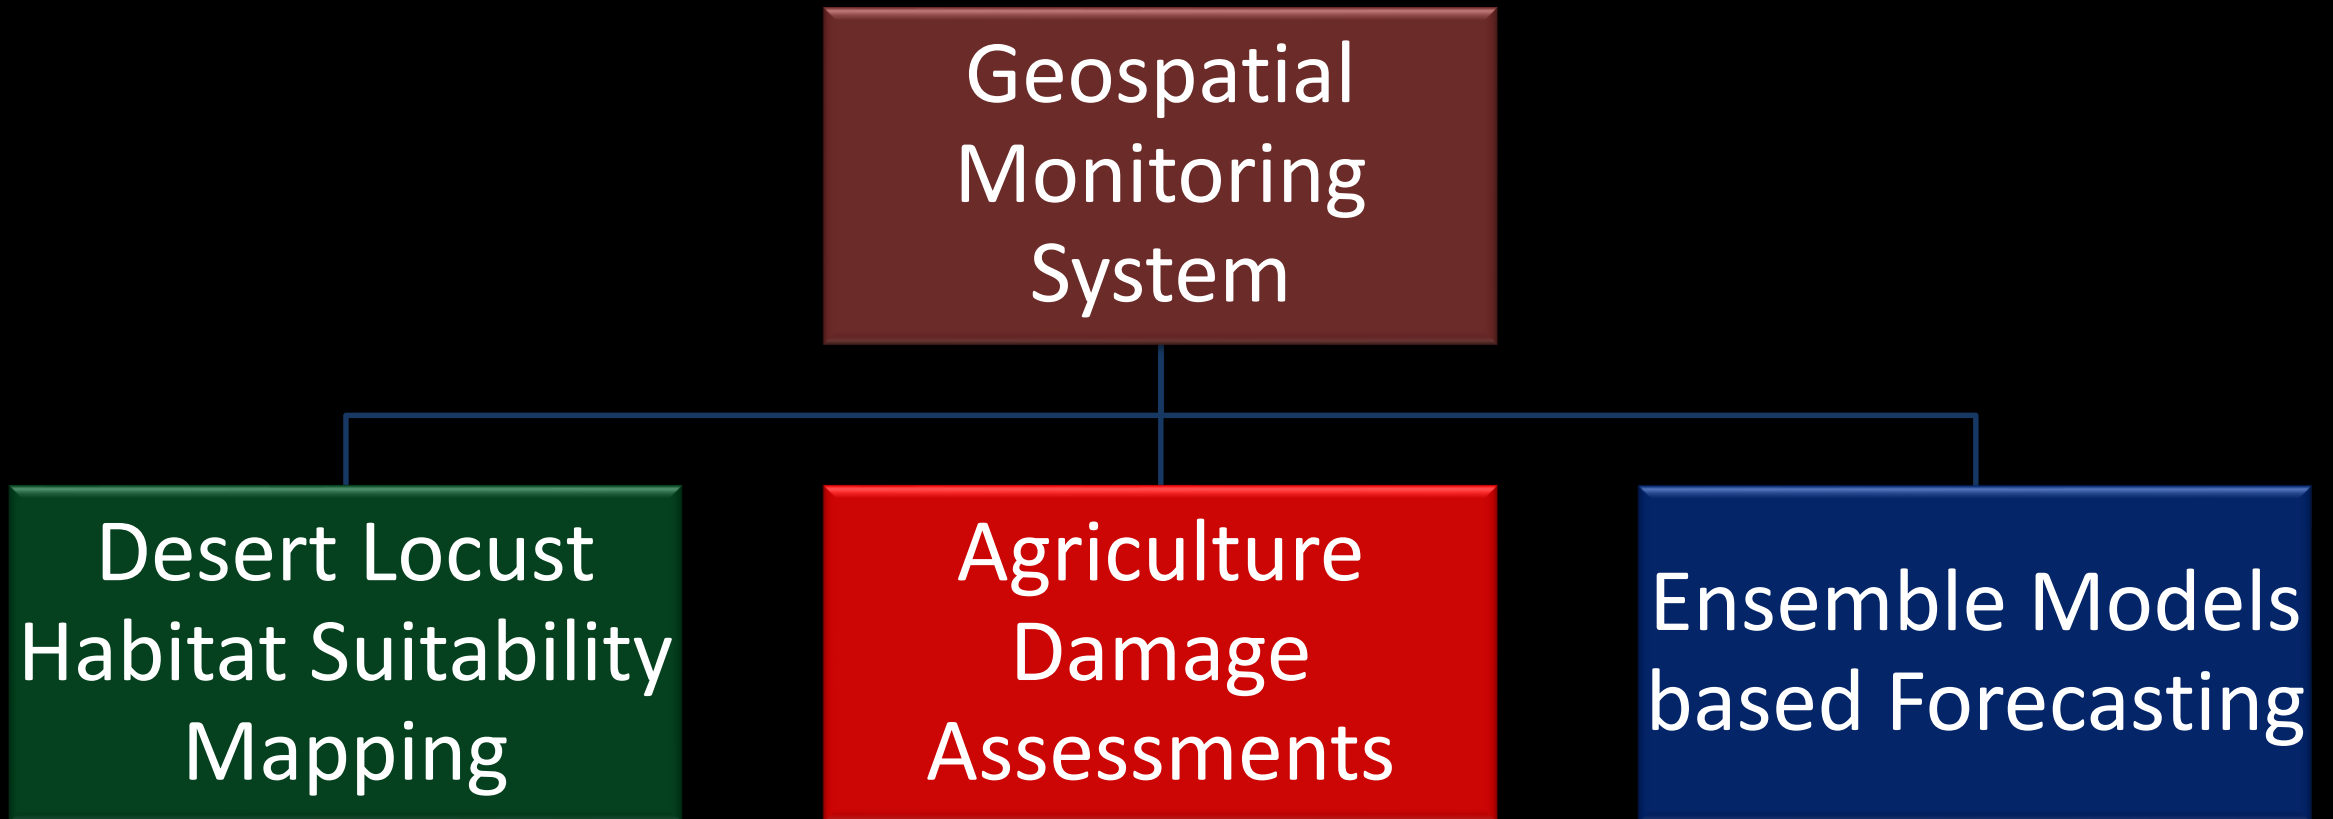 Geospatial
Monitoring
System
Desert Locust
Habitat Suitability
Mapping
Agriculture
Damage
Assessments
Ensemble Models
based Forecasting